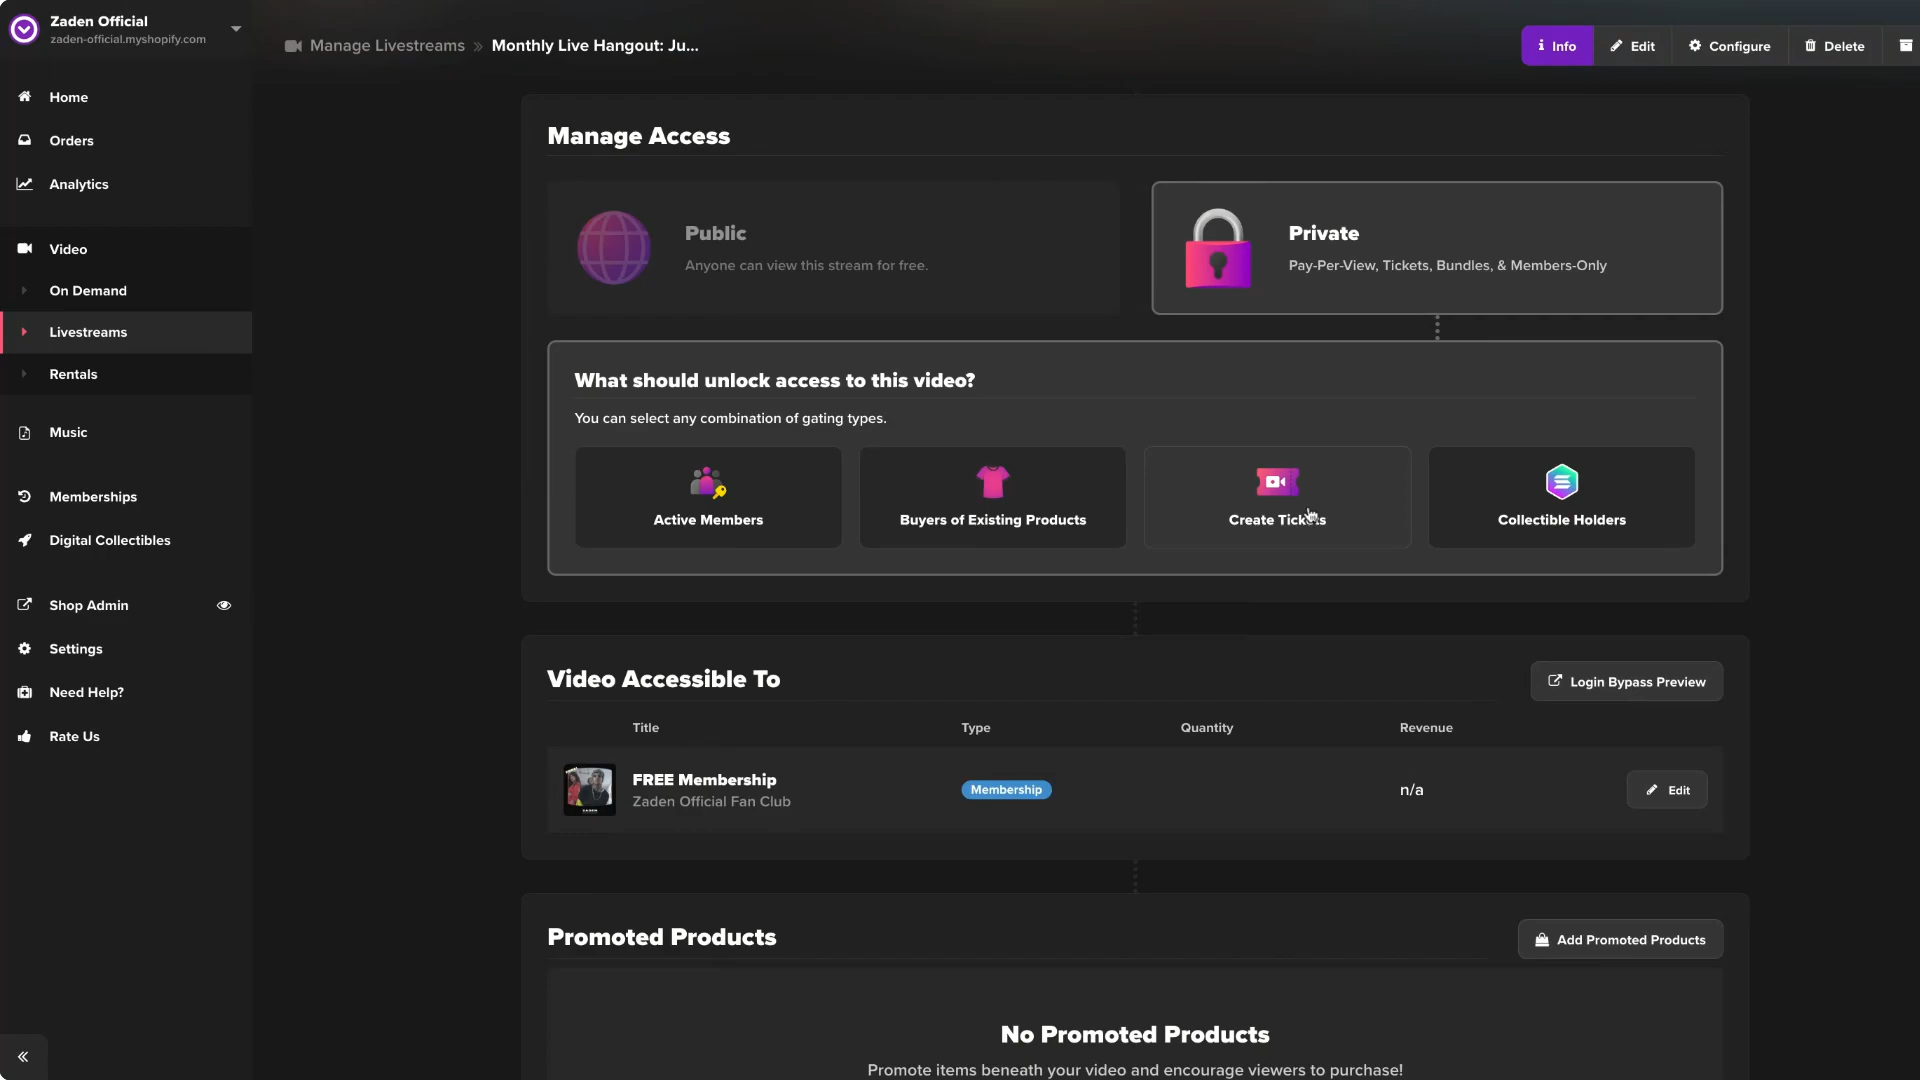 Zaden Official
zaden-official.myshopify.com
Manage Livestreams » Monthly Live Hangout: Ju...
Info
Edit
Configure
Delete
Home
Orders
Analytics
Video
On Demand
Livestreams
Rentals
Music
Memberships
Digital Collectibles
Shop Admin
Settings
Need Help?
Rate Us
Manage Access
Public
Anyone can view this stream for free.
Private
Pay-Per-View, Tickets, Bundles, & Members-Only
What should unlock access to this video?
You can select any combination of gating types.
Active Members
Buyers of Existing Products
Create Tickets
Collectible Holders
Video Accessible To
Login Bypass Preview
Title Type Quantity Revenue
FREE Membership
Zaden Official Fan Club
Membership
n/a
Edit
Promoted Products
Add Promoted Products
No Promoted Products
Promote items beneath your video and encourage viewers to purchase!